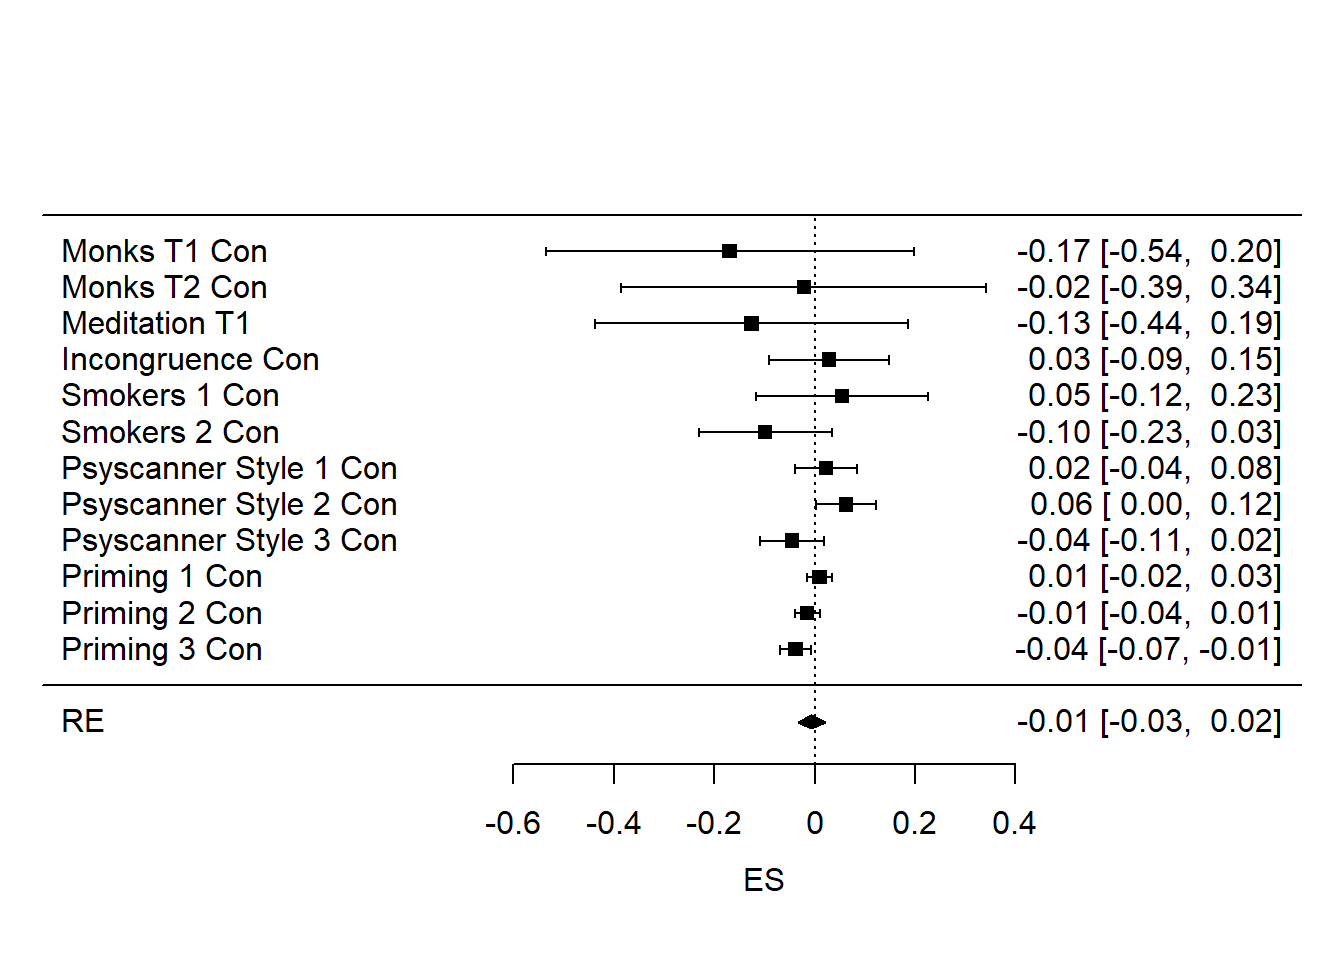 Monks T1 Con -0.17 [-0.54, 0.20]
Monks T2 Con -0.02 [-0.39, 0.34]
Meditation T1 -0.13 [-0.44, 0.19]
Incongruence Con 0.03 [-0.09, 0.15]
Smokers 1 Con 0.05 [-0.12, 0.23]
Smokers 2 Con -0.10 [-0.23, 0.03]
Psyscanner Style 1 Con 0.02 [-0.04, 0.08]
Psyscanner Style 2 Con 0.06 [ 0.00, 0.12]
Psyscanner Style 3 Con -0.04 [-0.11, 0.02]
Priming 1 Con 0.01 [-0.02, 0.03]
Priming 2 Con -0.01 [-0.04, 0.01]
Priming 3 Con -0.04 [-0.07, -0.01]
RE -0.01 [-0.03, 0.02]
-0.6 -0.4 -0.2 0 0.2 0.4
ES